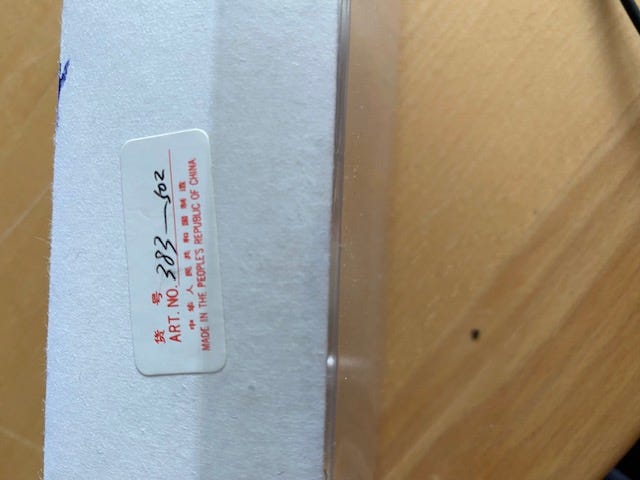 货号
ART. NO. 383—502
中华人民共和国制造
MADE IN THE PEOPLE'S REPUBLIC OF CHINA